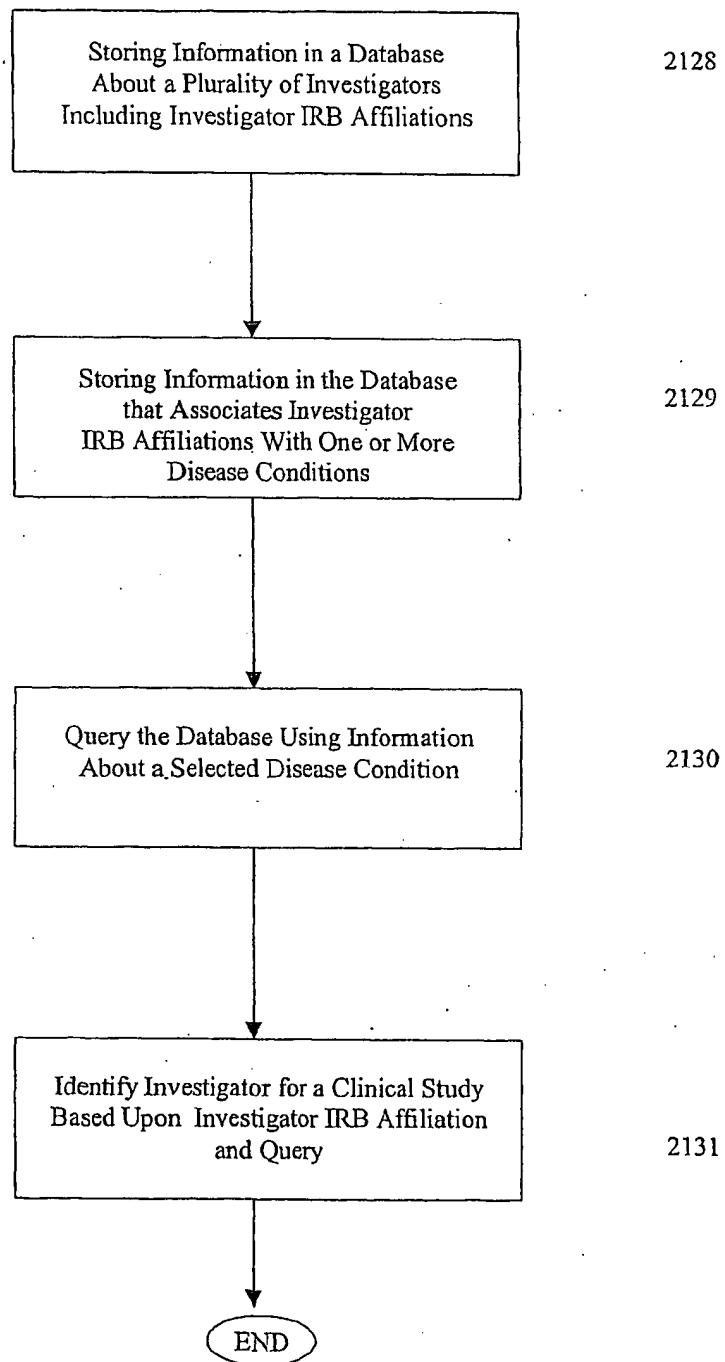 Storing Information in a Database
About a Plurality of Investigators
Including Investigator IRB Affiliations
2128
Storing Information in the Database
that Associates Investigator
IRB Affiliations With One or More
Disease Conditions
2129
Query the Database Using Information
About a Selected Disease Condition
2130
Identify Investigator for a Clinical Study
Based Upon Investigator IRB Affiliation
and Query
2131
END